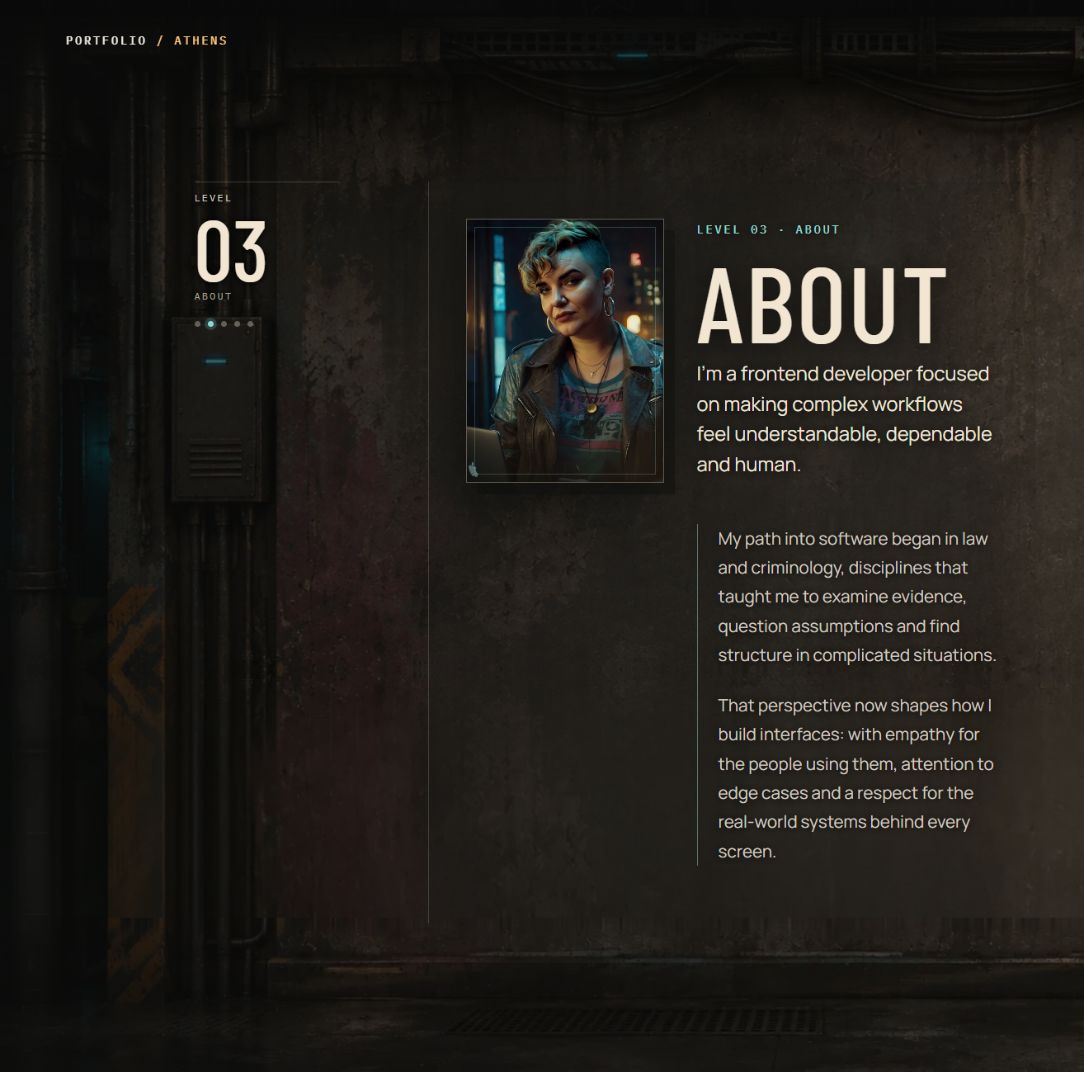 PORTFOLIO / ATHENS
LEVEL
03
ABOUT
LEVEL 03 · ABOUT
ABOUT
I'm a frontend developer focused
on making complex workflows
feel understandable, dependable
and human.
My path into software began in law
and criminology, disciplines that
taught me to examine evidence,
question assumptions and find
structure in complicated situations.
That perspective now shapes how I
build interfaces: with empathy for
the people using them, attention to
edge cases and a respect for the
real-world systems behind every
screen.